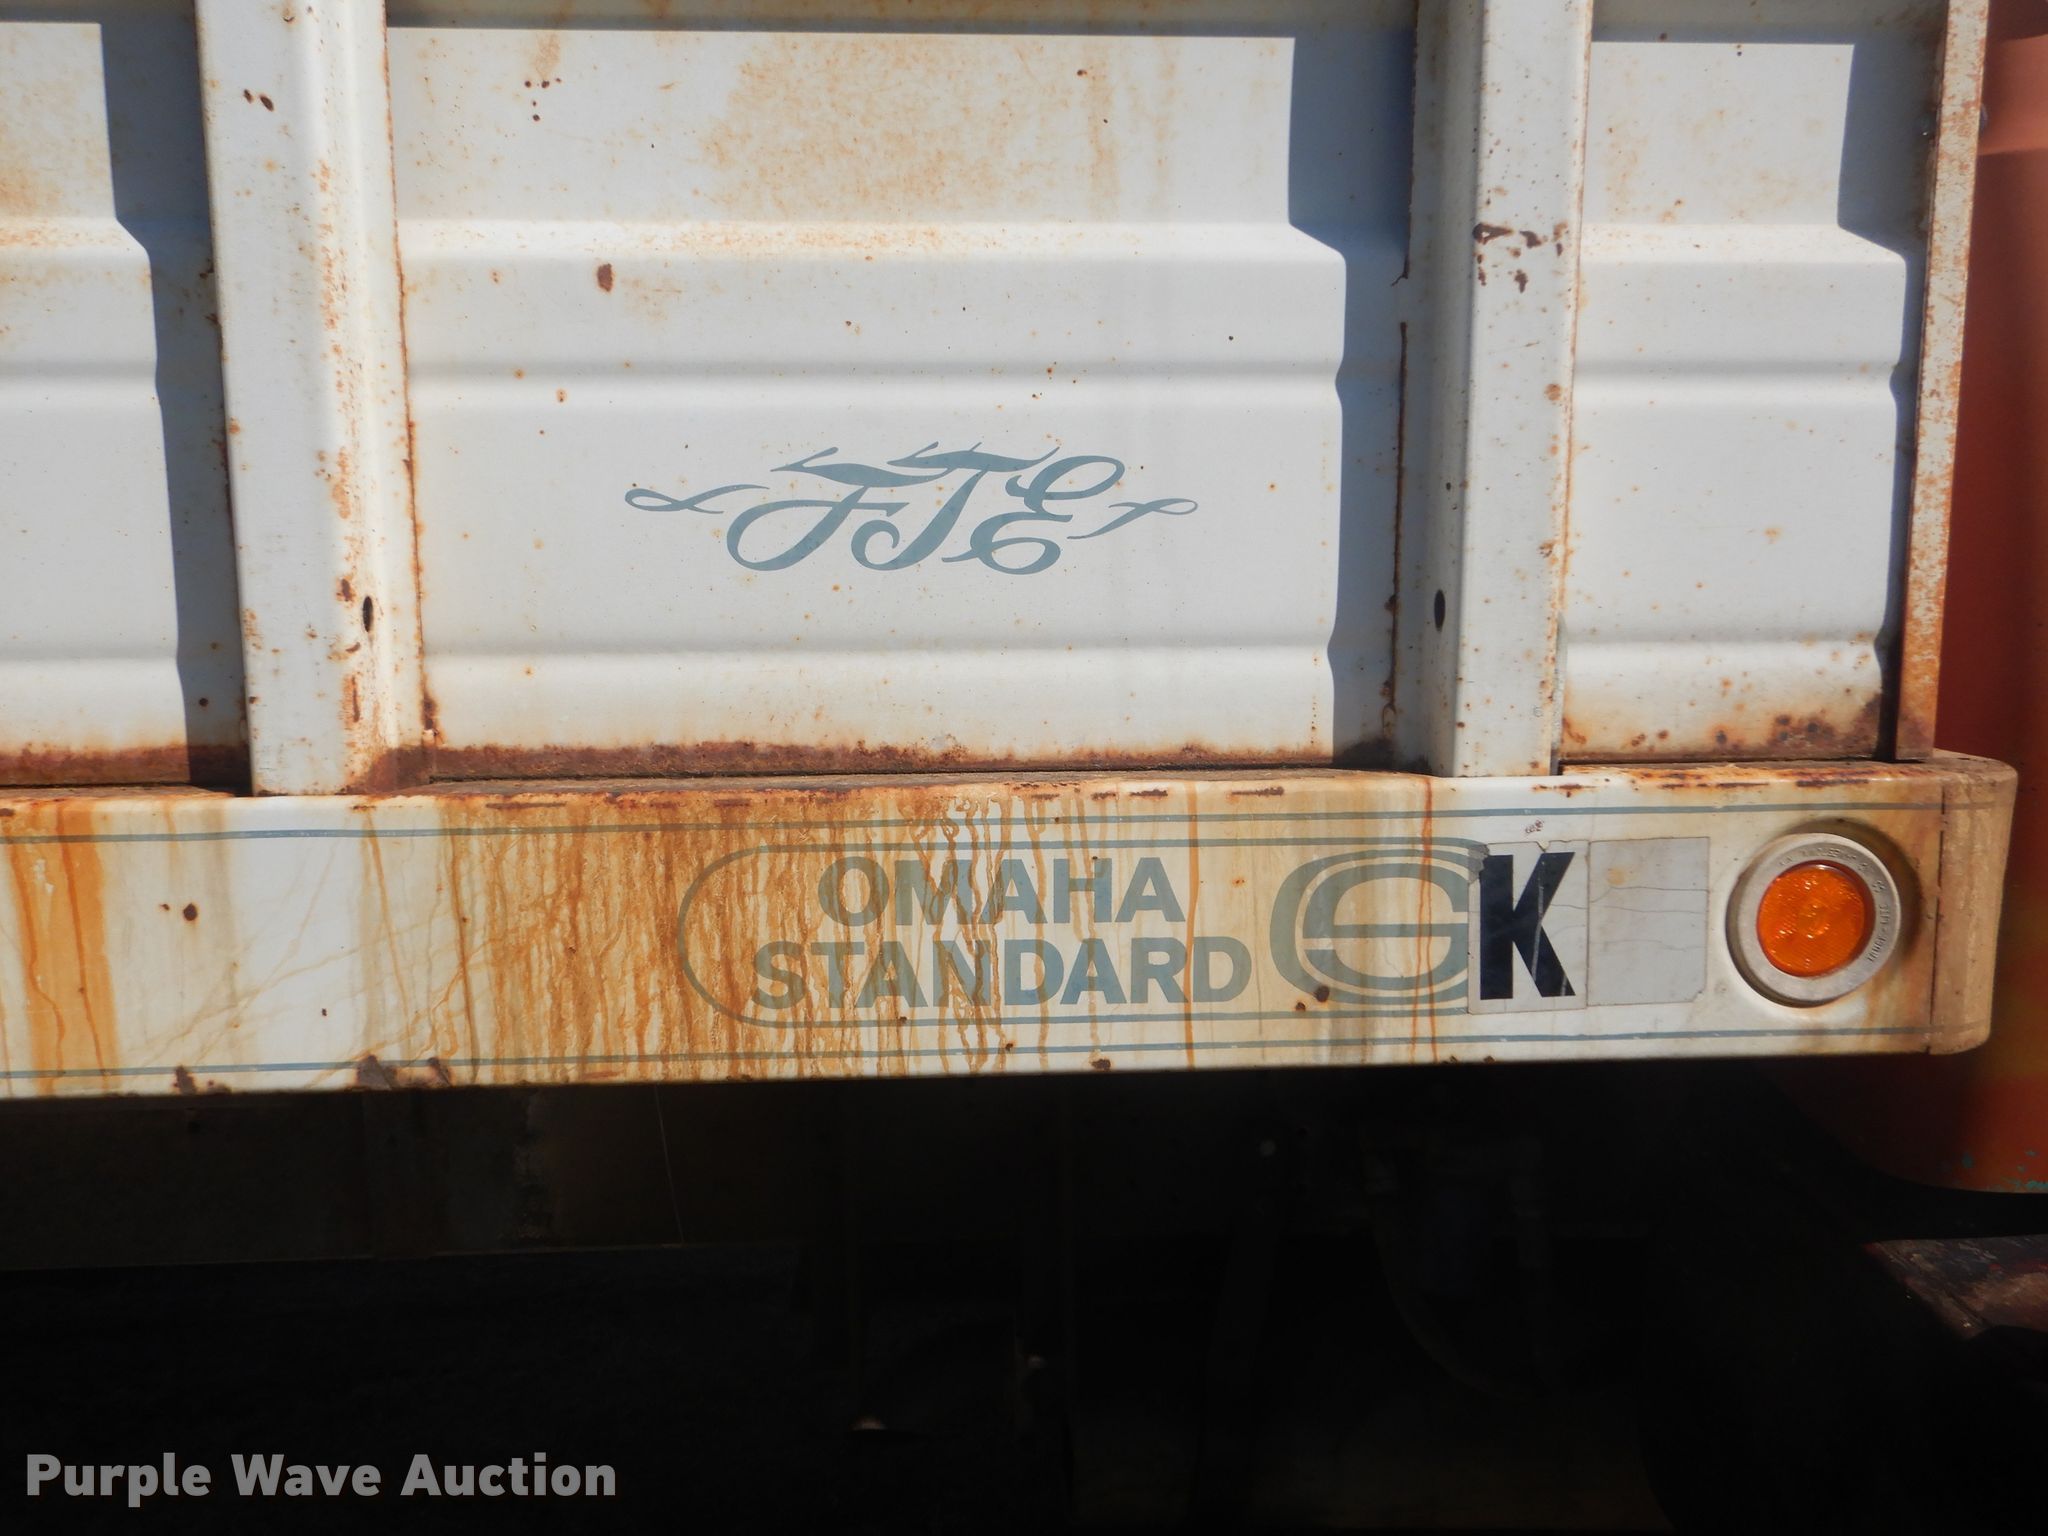 FTE
OMAHA
STANDARD
S
K
Purple Wave Auction